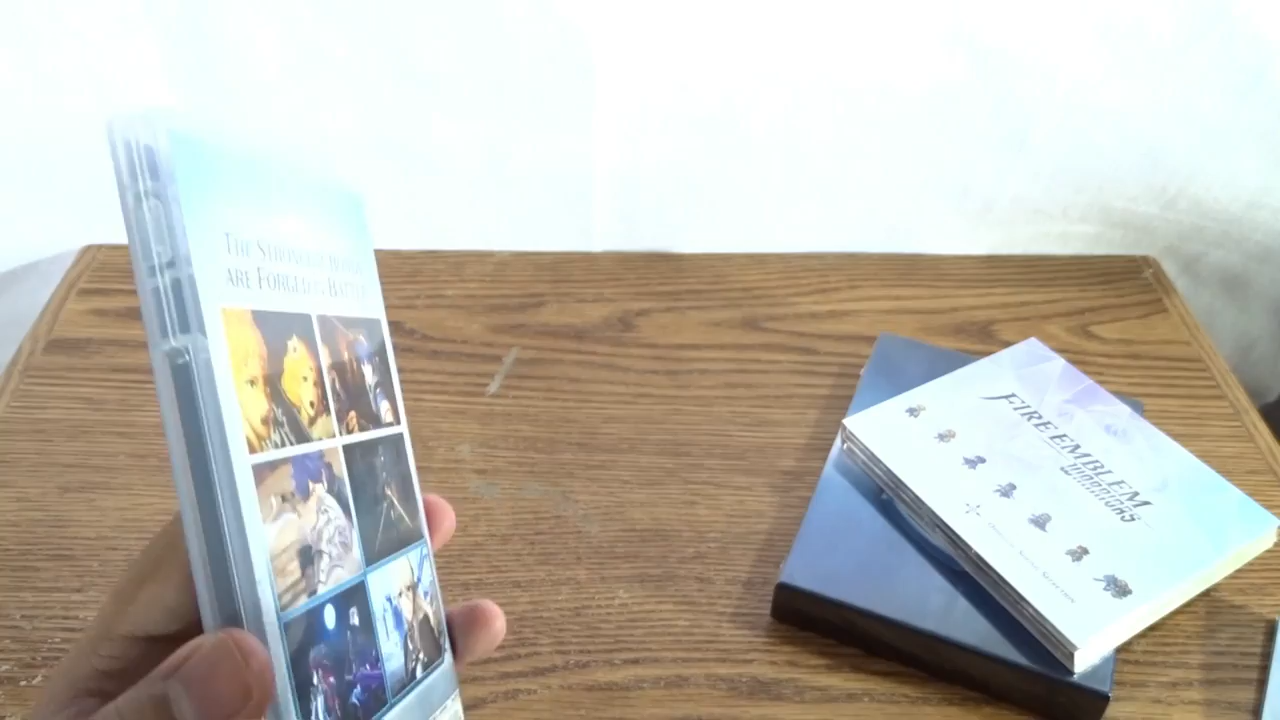 THE STRONGEST BONDS
ARE FORGED IN BATTLE
FIRE EMBLEM
WARRIORS